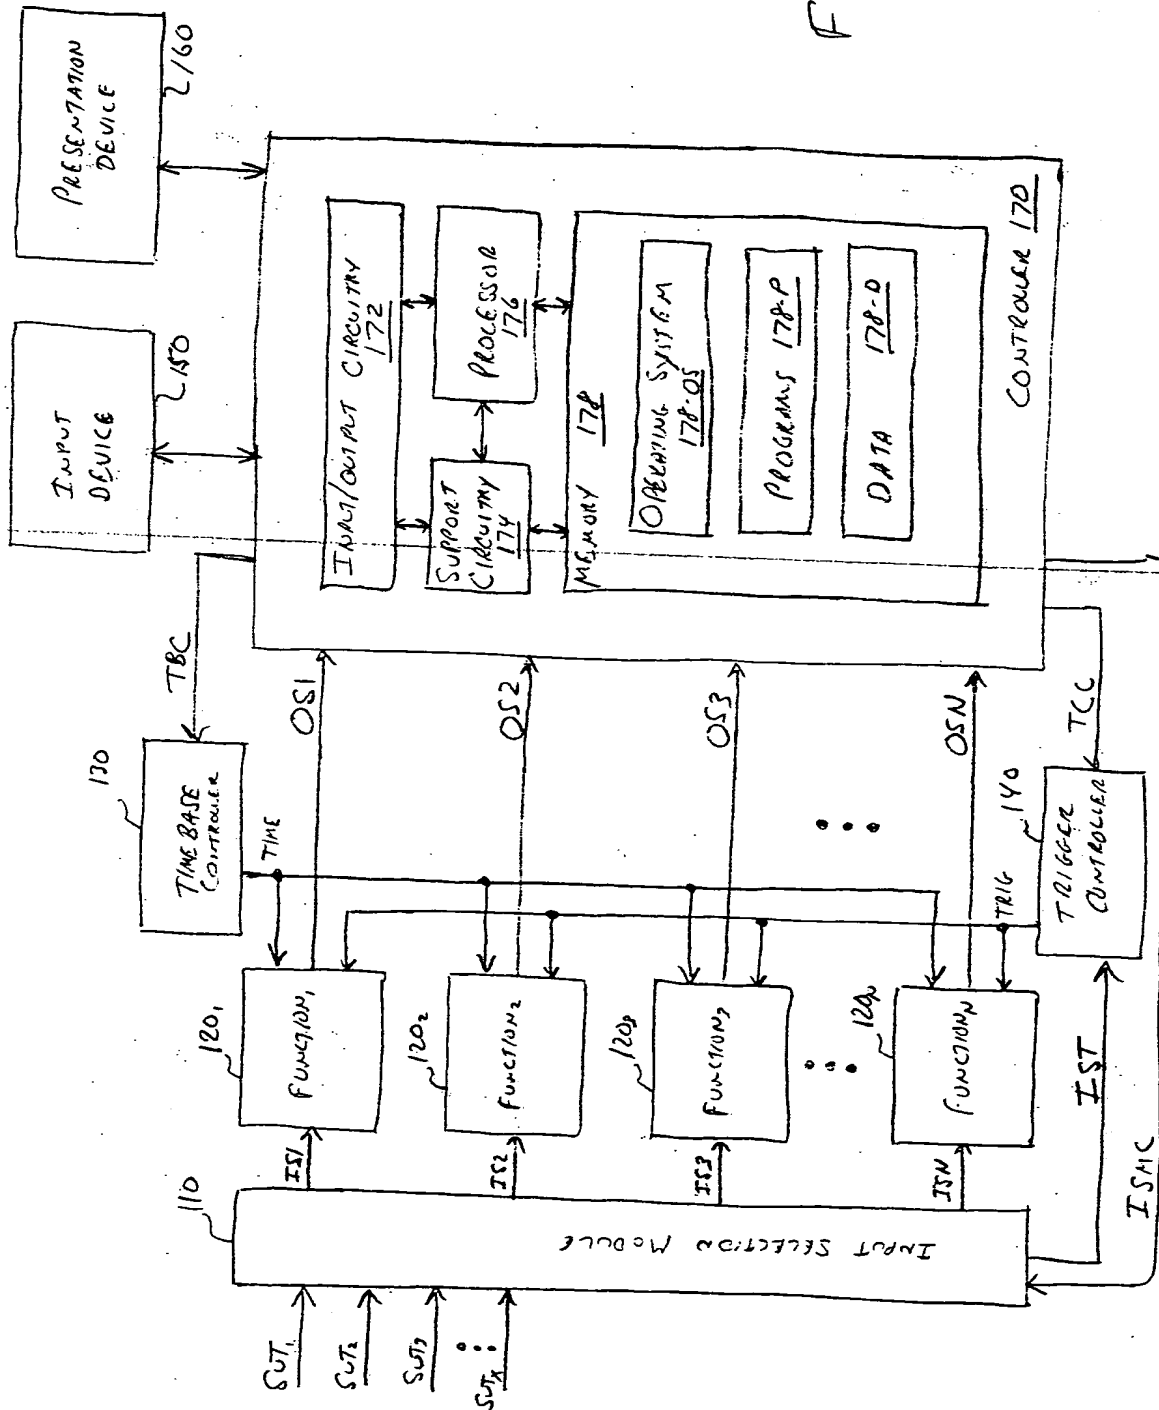 INPUT
DEVICE
150
PRESENTATION
DEVICE
160
130
TIME BASE
CONTROLLER
TBC
TIME
110
INPUT SELECTION MODULE
SUT1
SUT2
SUT3
SUTX
IS1
IS2
IS3
ISN
1201
FUNCTION1
1202
FUNCTION2
1203
FUNCTION3
120N
FUNCTIONN
OS1
OS2
OS3
OSN
TRIG
140
TRIGGER
CONTROLLER
TCC
IST
ISMC
INPUT/OUTPUT CIRCUITRY
172
SUPPORT
CIRCUITRY
174
PROCESSOR
176
MEMORY 178
OPERATING SYSTEM
178-OS
PROGRAMS 178-P
DATA 178-D
CONTROLLER 170
F